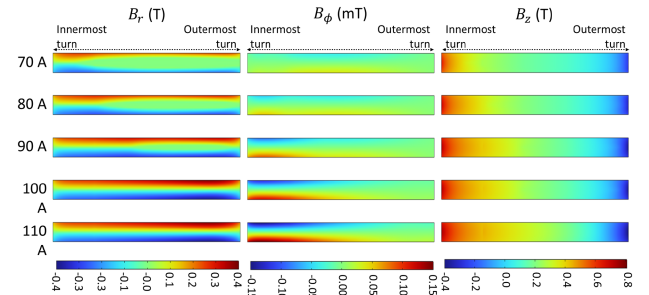 B_r (T) B_ϕ (mT) B_z (T)
Innermost turn Outermost turn Innermost turn Outermost turn Innermost turn Outermost turn
70 A
80 A
90 A
100 A
110 A
-0.4 -0.3 -0.2 -0.1 -0.0 0.1 0.2 0.3 0.4 -0.10 0.00 0.05 0.10 0.15 -0.4 -0.2 0.0 0.2 0.4 0.6 0.8